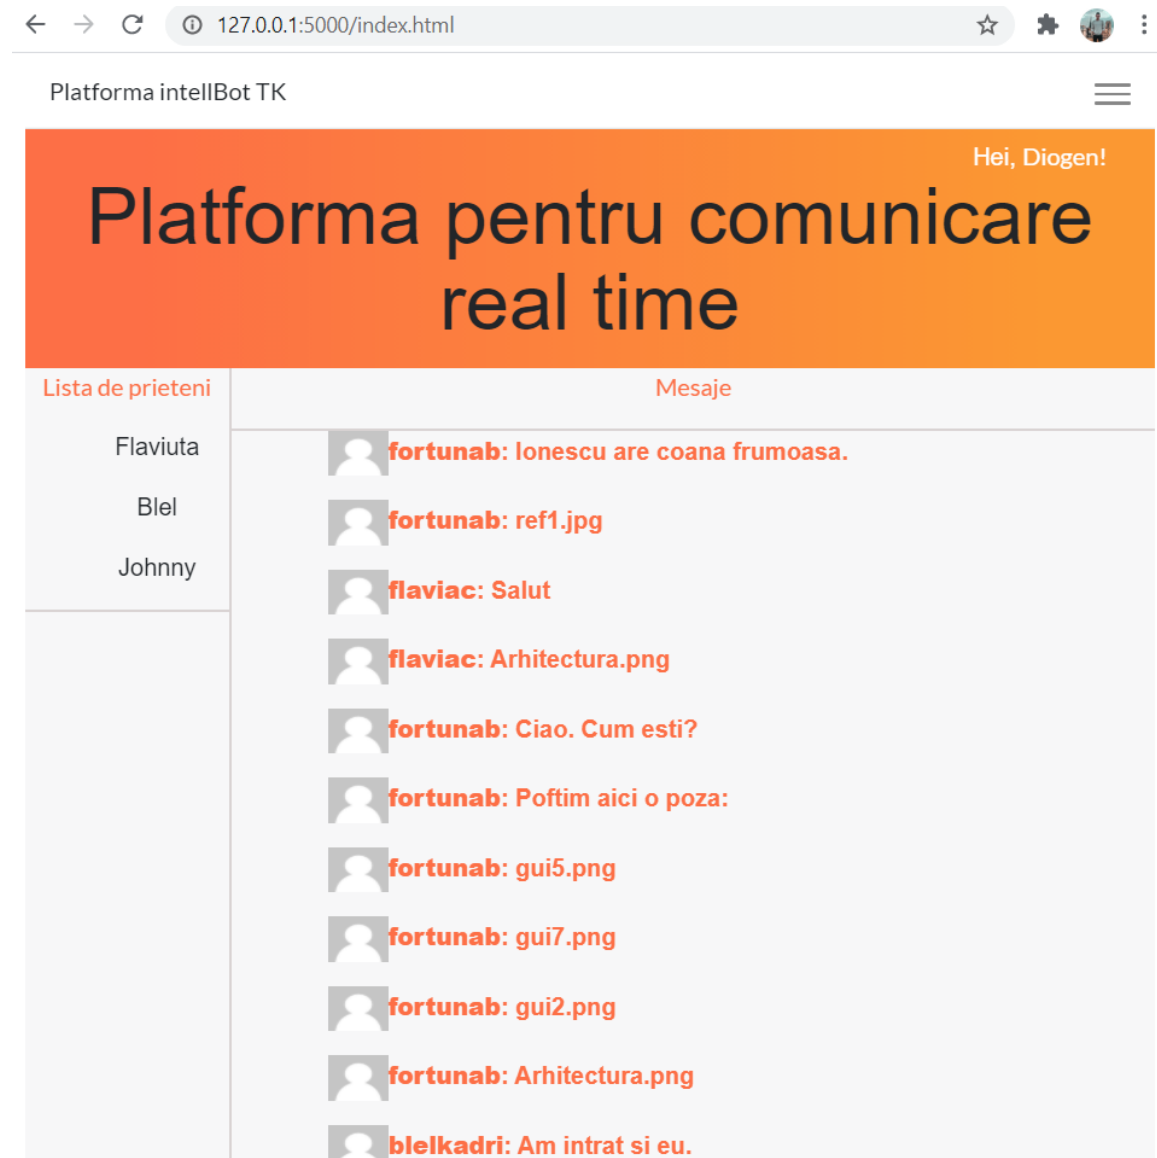 127.0.0.1:5000/index.html
Platforma intellBot TK
Hei, Diogen!
Platforma pentru comunicare
real time
Lista de prieteni
Mesaje
Flaviuta
Blel
Johnny
fortunab: Ionescu are coana frumoasa.
fortunab: ref1.jpg
flaviac: Salut
flaviac: Arhitectura.png
fortunab: Ciao. Cum esti?
fortunab: Poftim aici o poza:
fortunab: gui5.png
fortunab: gui7.png
fortunab: gui2.png
fortunab: Arhitectura.png
blelkadri: Am intrat si eu.